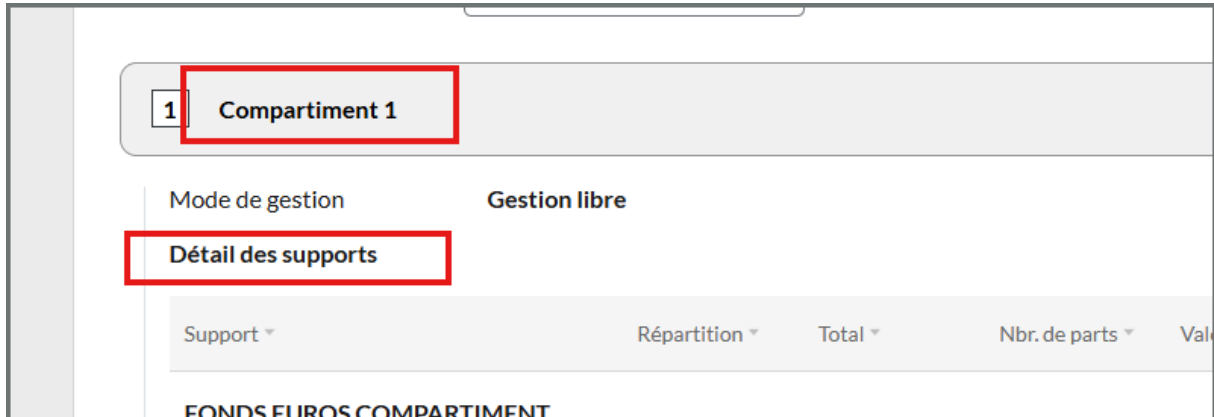 1 Compartiment 1
Mode de gestion Gestion libre
Détail des supports
Support Répartition Total Nbr. de parts
FONDS EUROS COMPARTIMENT